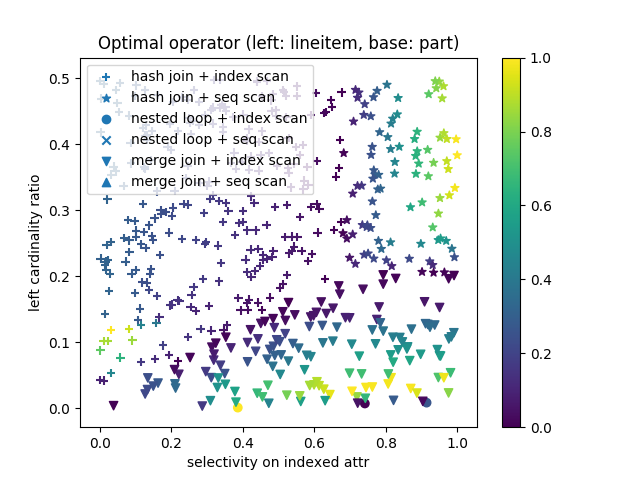 Optimal operator (left: lineitem, base: part)
hash join + index scan
hash join + seq scan
nested loop + index scan
nested loop + seq scan
merge join + index scan
merge join + seq scan
left cardinality ratio
0.5
0.4
0.3
0.2
0.1
0.0
0.0 0.2 0.4 0.6 0.8 1.0
selectivity on indexed attr
1.0
0.8
0.6
0.4
0.2
0.0